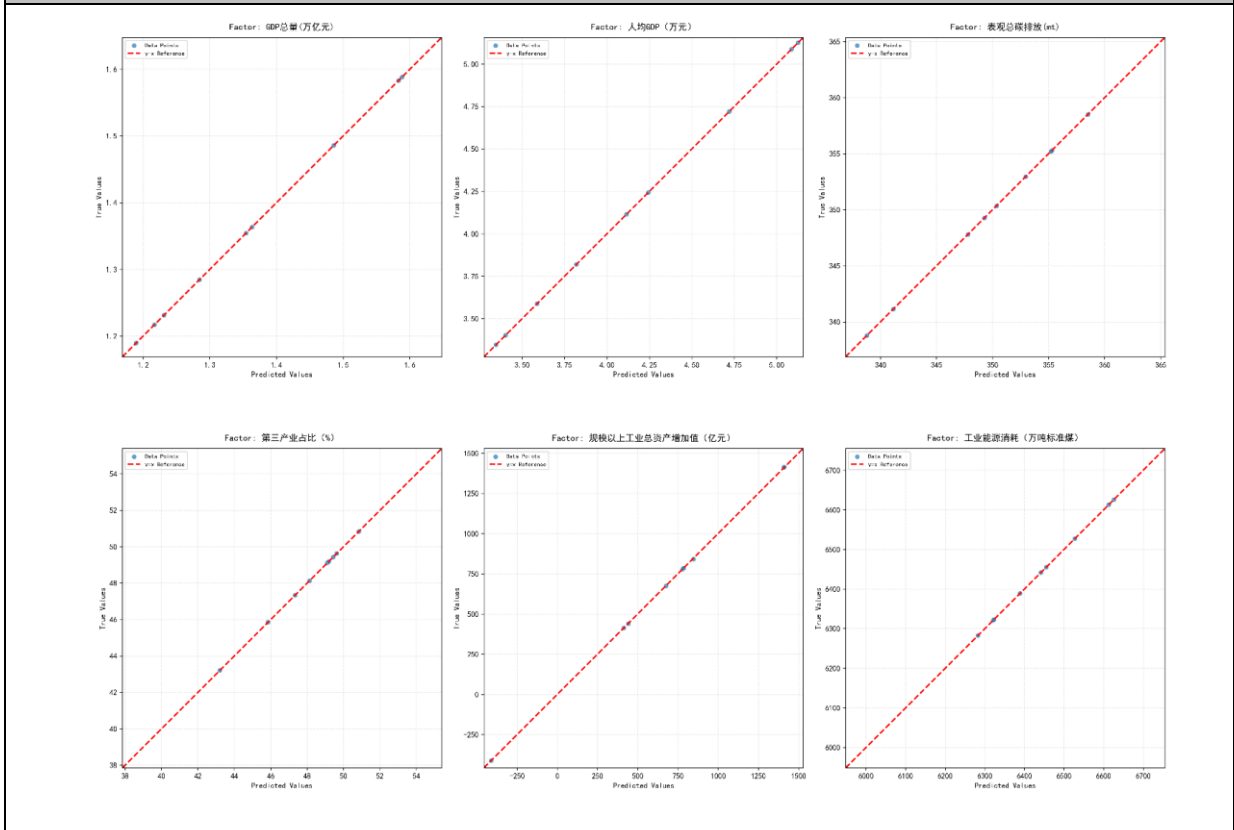 Factor: GDP总量(万亿元)
Data Points
y=x Reference
1.6
1.5
1.4
1.3
1.2
True Values
1.2 1.3 1.4 1.5 1.6
Predicted Values
Factor: 人均GDP (万元)
Data Points
y=x Reference
5.00
4.75
4.50
4.25
4.00
3.75
3.50
True Values
3.50 3.75 4.00 4.25 4.50 4.75 5.00
Predicted Values
Factor: 表观总碳排放(mt)
Data Points
y=x Reference
365
360
355
350
345
340
True Values
340 345 350 355 360 365
Predicted Values
Factor: 第三产业占比 (%)
Data Points
y=x Reference
54
52
50
48
46
44
42
40
38
True Values
38 40 42 44 46 48 50 52 54
Predicted Values
Factor: 规模以上工业总资产增加值 (亿元)
Data Points
y=x Reference
1500
1250
1000
750
500
250
0
-250
True Values
-250 0 250 500 750 1000 1250 1500
Predicted Values
Factor: 工业能源消耗 (万吨标准煤)
Data Points
y=x Reference
6700
6600
6500
6400
6300
6200
6100
6000
True Values
6000 6100 6200 6300 6400 6500 6600 6700
Predicted Values